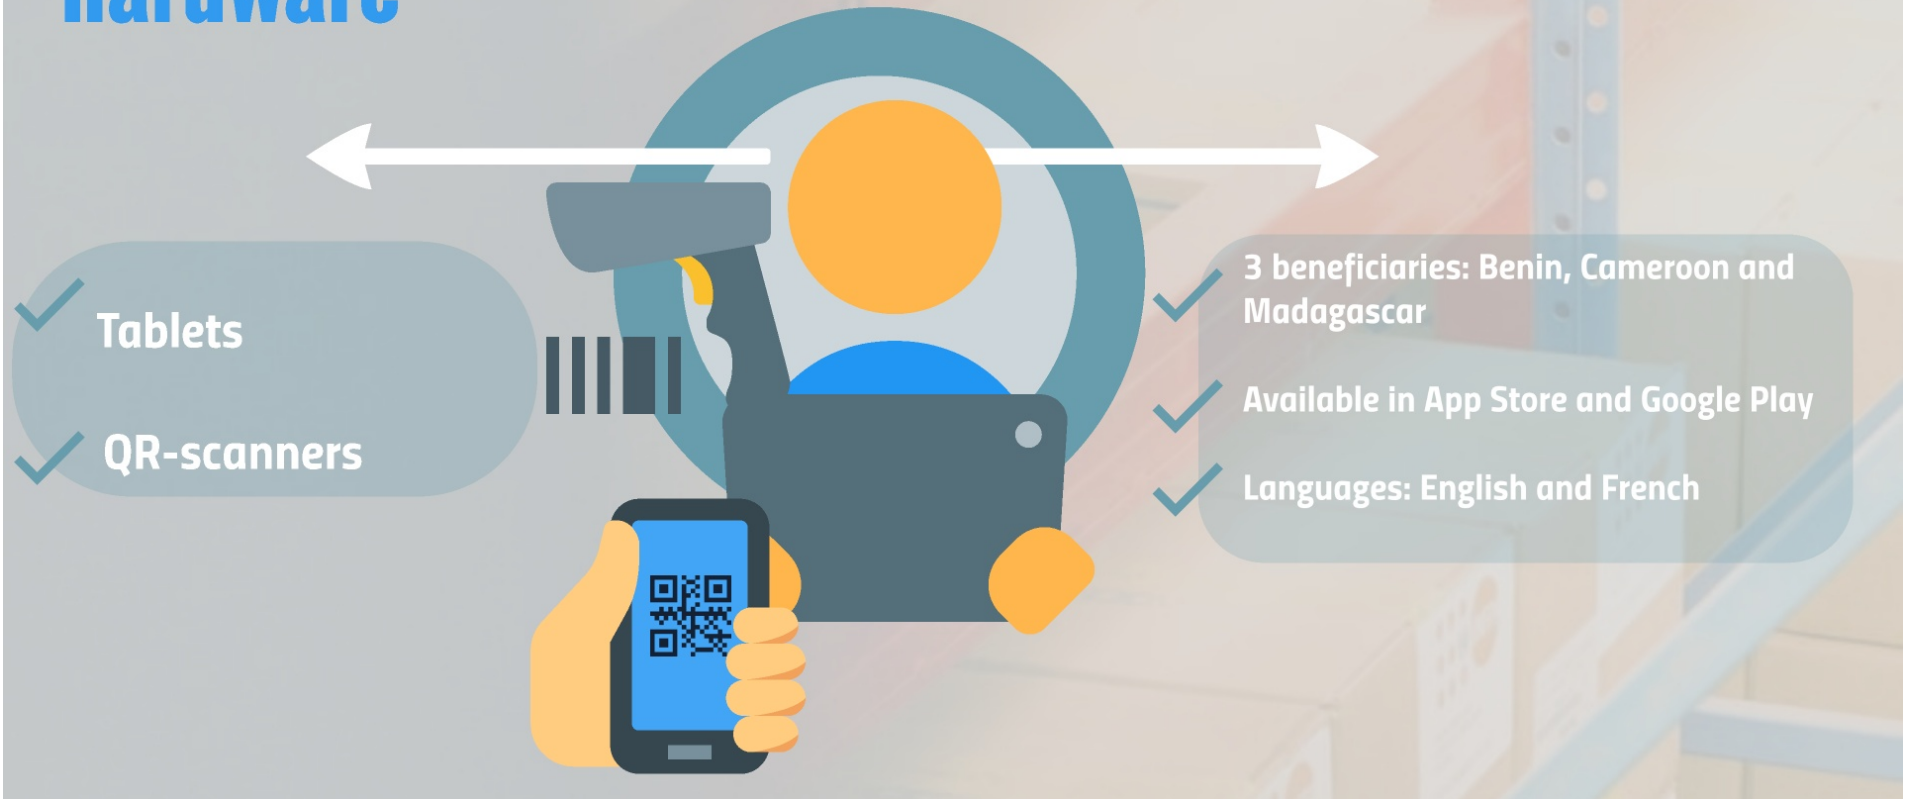 hardware
Tablets
QR-scanners
3 beneficiaries: Benin, Cameroon and
Madagascar
Available in App Store and Google Play
Languages: English and French